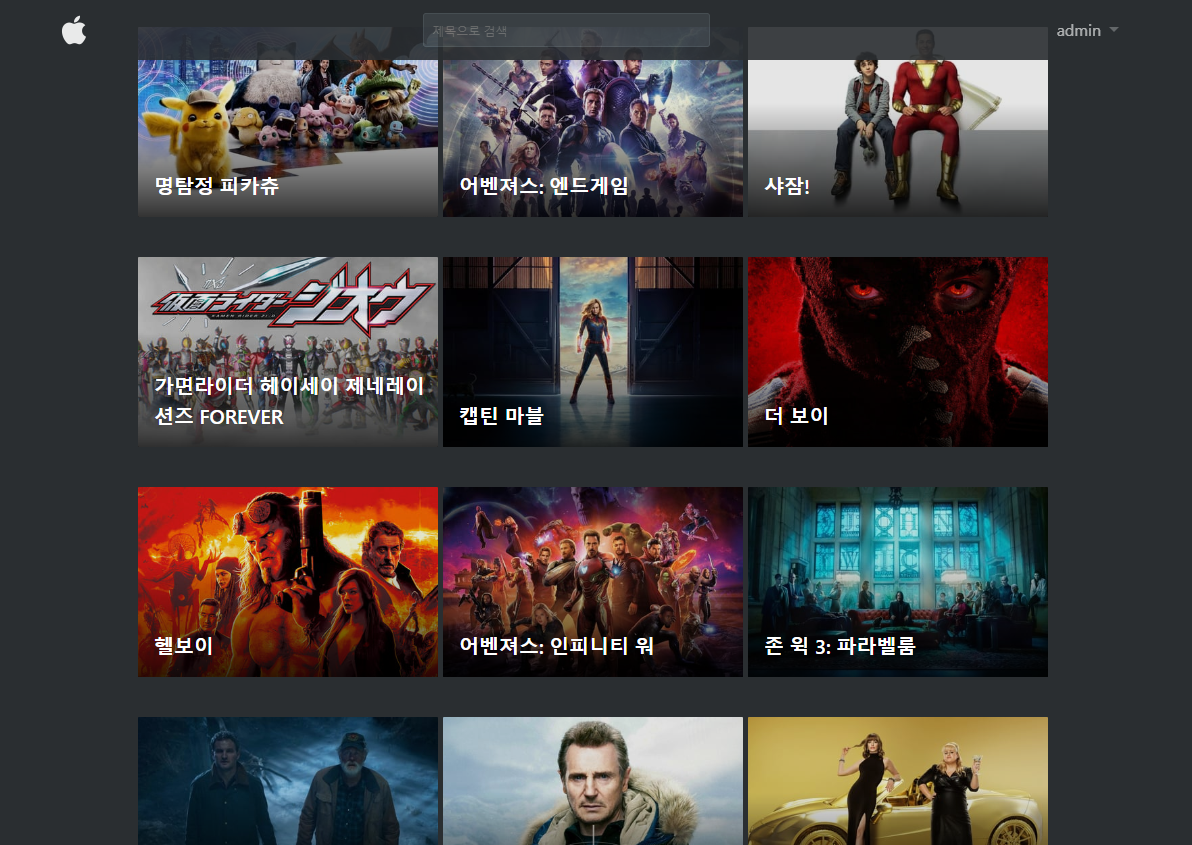 제목으로 검색
admin
명탐정 피카츄
어벤져스: 엔드게임
샤잠!
仮面ライダー ジオウ
KAMEN RIDER ZI-O
가면라이더 헤이세이 제네레이
션즈 FOREVER
캡틴 마블
더 보이
헬보이
어벤져스: 인피니티 워
존 윅 3: 파라벨룸